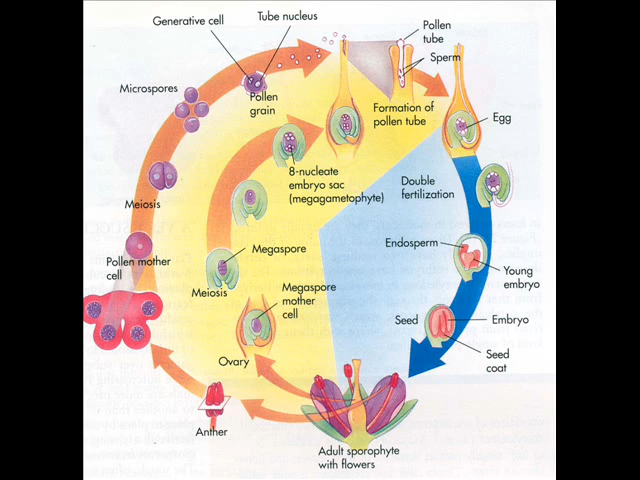 Generative cell
Tube nucleus
Pollen
tube
Sperm
Microspores
Pollen
grain
Formation of
pollen tube
Egg
8-nucleate
embryo sac
(megagametophyte)
Double
fertilization
Meiosis
Endosperm
Megaspore
Pollen mother
cell
Young
embryo
Meiosis
Megaspore
mother
cell
Seed
Embryo
Ovary
Seed
coat
Anther
Adult sporophyte
with flowers